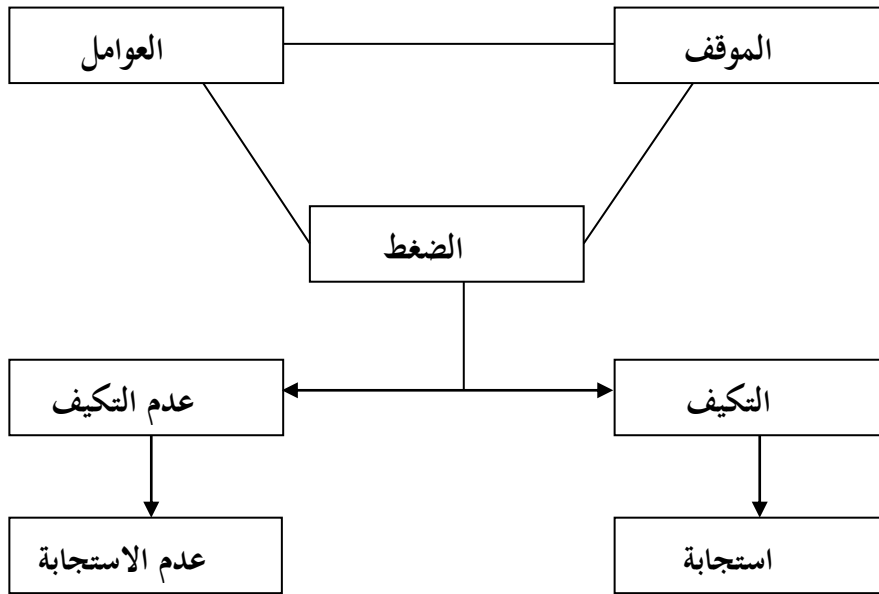 الموقف
العوامل
الضغط
التكيف
عدم التكيف
استجابة
عدم الاستجابة